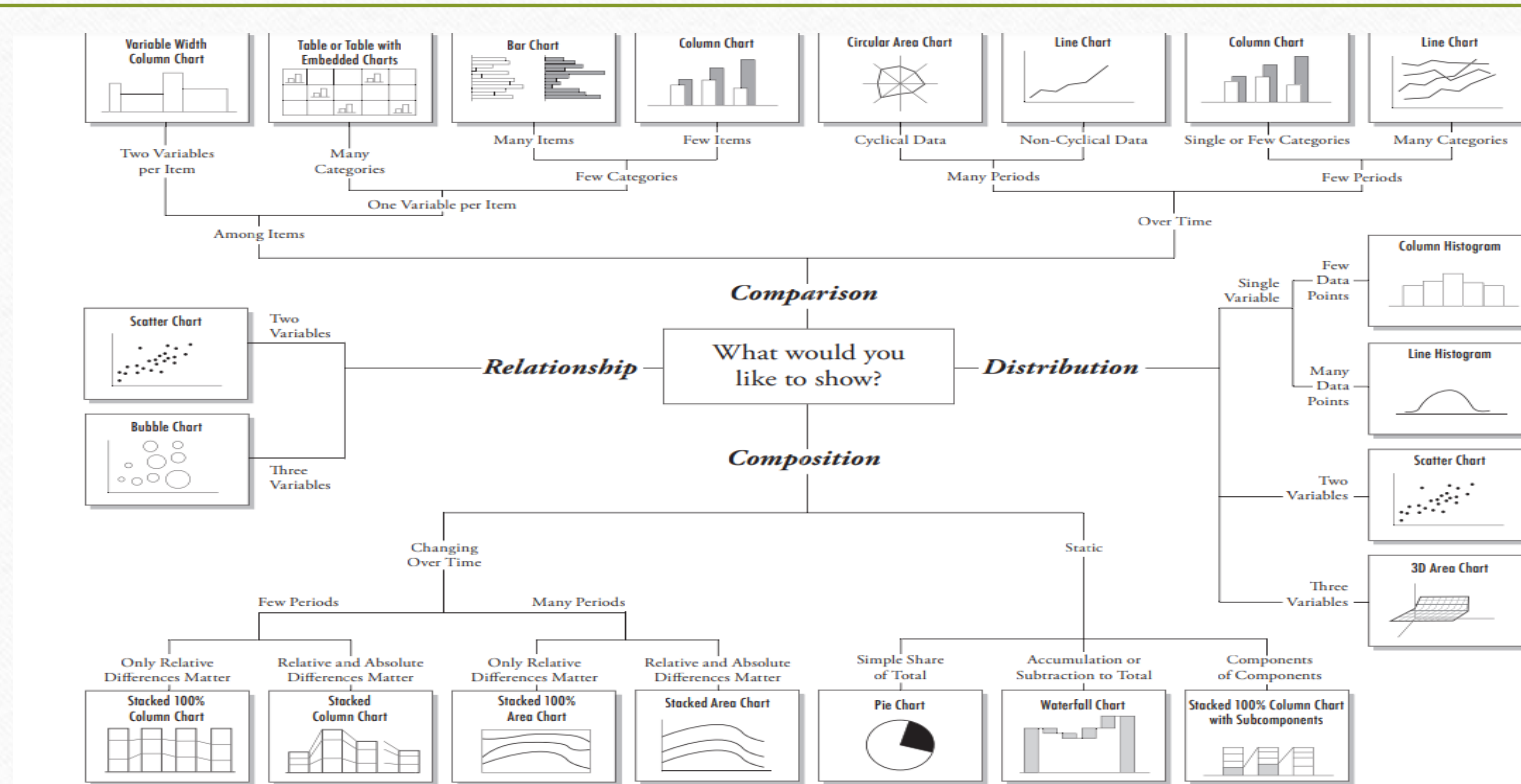 Variable Width
Column Chart
Table or Table with
Embedded Charts
Bar Chart
Column Chart
Circular Area Chart
Line Chart
Column Chart
Line Chart
Two Variables
per Item
Many
Categories
Many Items
Few Items
Cyclical Data
Non-Cyclical Data
Single or Few Categories
Many Categories
Few Categories
Many Periods
Few Periods
One Variable per Item
Over Time
Among Items
Comparison
What would you
like to show?
Relationship
Two
Variables
Scatter Chart
Bubble Chart
Three
Variables
Distribution
Single
Variable
Few
Data
Points
Column Histogram
Many
Data
Points
Line Histogram
Two
Variables
Scatter Chart
Three
Variables
3D Area Chart
Composition
Changing
Over Time
Static
Few Periods
Many Periods
Only Relative
Differences Matter
Relative and Absolute
Differences Matter
Only Relative
Differences Matter
Relative and Absolute
Differences Matter
Simple Share
of Total
Accumulation or
Subtraction to Total
Components
of Components
Stacked 100%
Column Chart
Stacked
Column Chart
Stacked 100%
Area Chart
Stacked Area Chart
Pie Chart
Waterfall Chart
Stacked 100% Column Chart
with Subcomponents